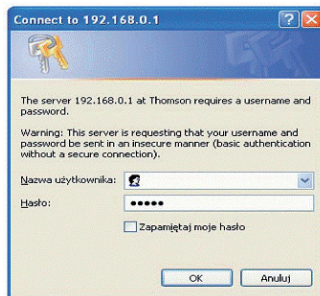 Connect to 192.168.0.1
The server 192.168.0.1 at Thomson requires a username and
password.
Warning: This server is requesting that your username and
password be sent in an insecure manner (basic authentication
without a secure connection).
Nazwa użytkownika:
Hasło:
Zapamiętaj moje hasło
OK
Anuluj